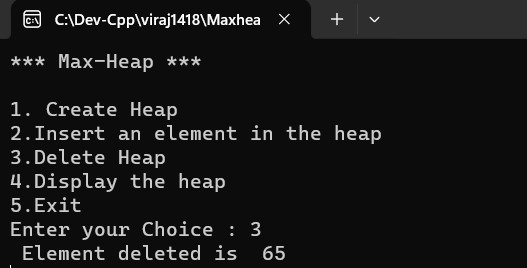 C:\Dev-Cpp\viraj1418\Maxhea
*** Max-Heap ***
1. Create Heap
2.Insert an element in the heap
3.Delete Heap
4.Display the heap
5.Exit
Enter your Choice : 3
Element deleted is  65